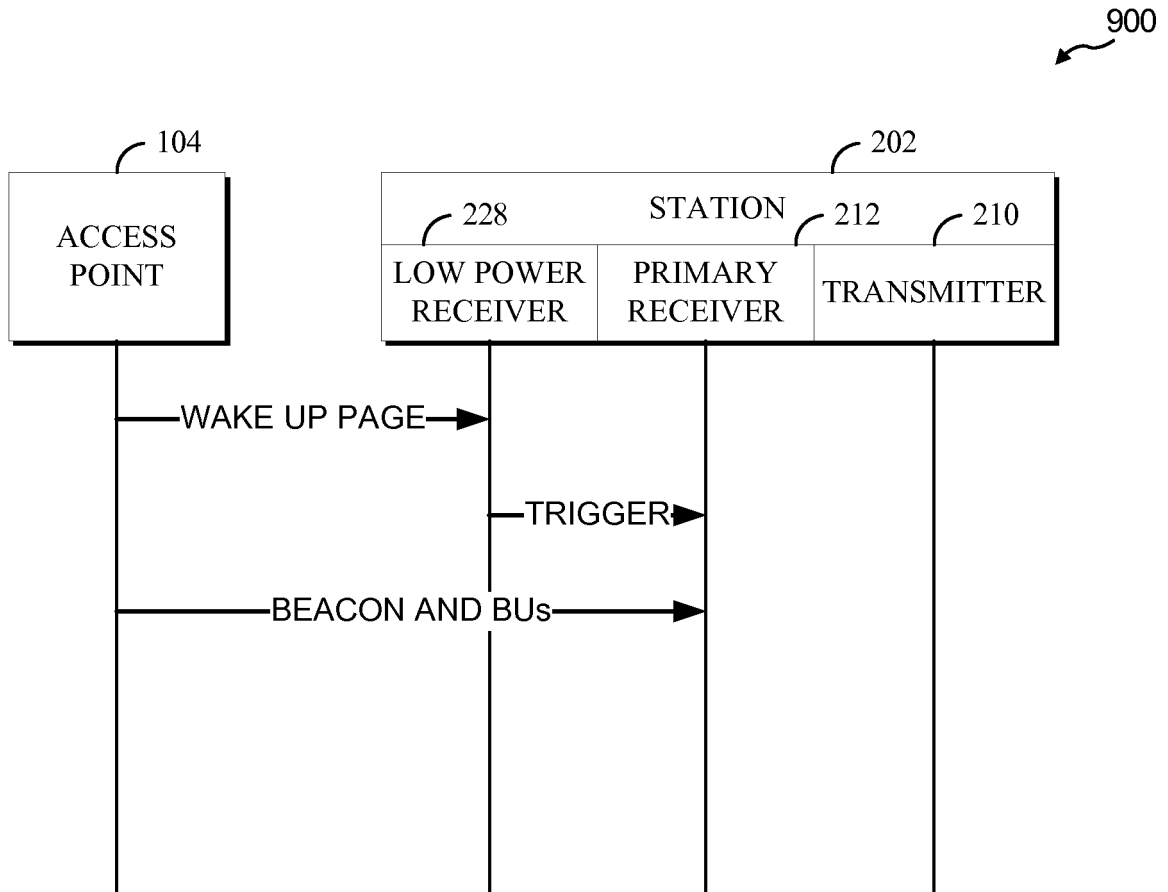 900
104
202
ACCESS
POINT
STATION
228
212
210
LOW POWER
RECEIVER
PRIMARY
RECEIVER
TRANSMITTER
WAKE UP PAGE
TRIGGER
BEACON AND BUs